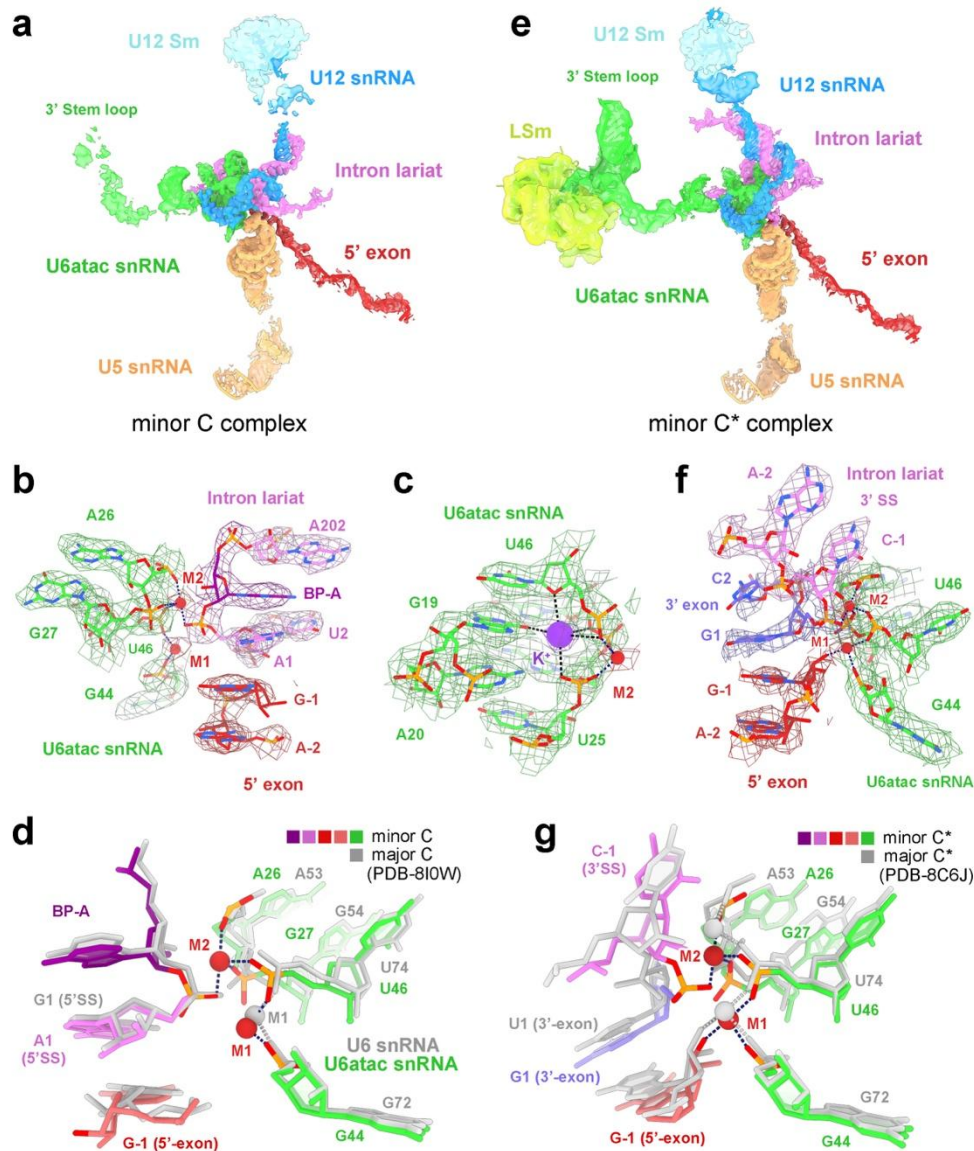 a
U12 Sm
U12 snRNA
3’ Stem loop
Intron lariat
U6atac snRNA
5’ exon
U5 snRNA
minor C complex
e
U12 Sm
3’ Stem loop
U12 snRNA
LSm
Intron lariat
5’ exon
U6atac snRNA
U5 snRNA
minor C* complex
b
Intron lariat
A26
A202
M2
BP-A
G27
U46
U2
M1
A1
G44
G-1
U6atac snRNA
A-2
5’ exon
c
U6atac snRNA
U46
G19
K+
M2
A20
U25
f
A-2
Intron lariat
3’ SS
C-1
C2
U46
M2
3’ exon
G1
M1
G-1
G44
A-2
5’ exon
U6atac snRNA
d
minor C
major C
(PDB-8I0W)
A26
A53
BP-A
G54
M2
G27
U74
G1 (5’SS)
U46
M1
A1
(5’SS)
M1
U6 snRNA
U6atac snRNA
G72
G-1 (5’-exon)
G44
g
minor C*
major C*
(PDB-8C6J)
C-1
(3’SS)
A53
A26
G54
M2
G27
U74
U46
U1 (3’-exon)
M1
G1 (3’-exon)
G72
G-1 (5’-exon)
G44